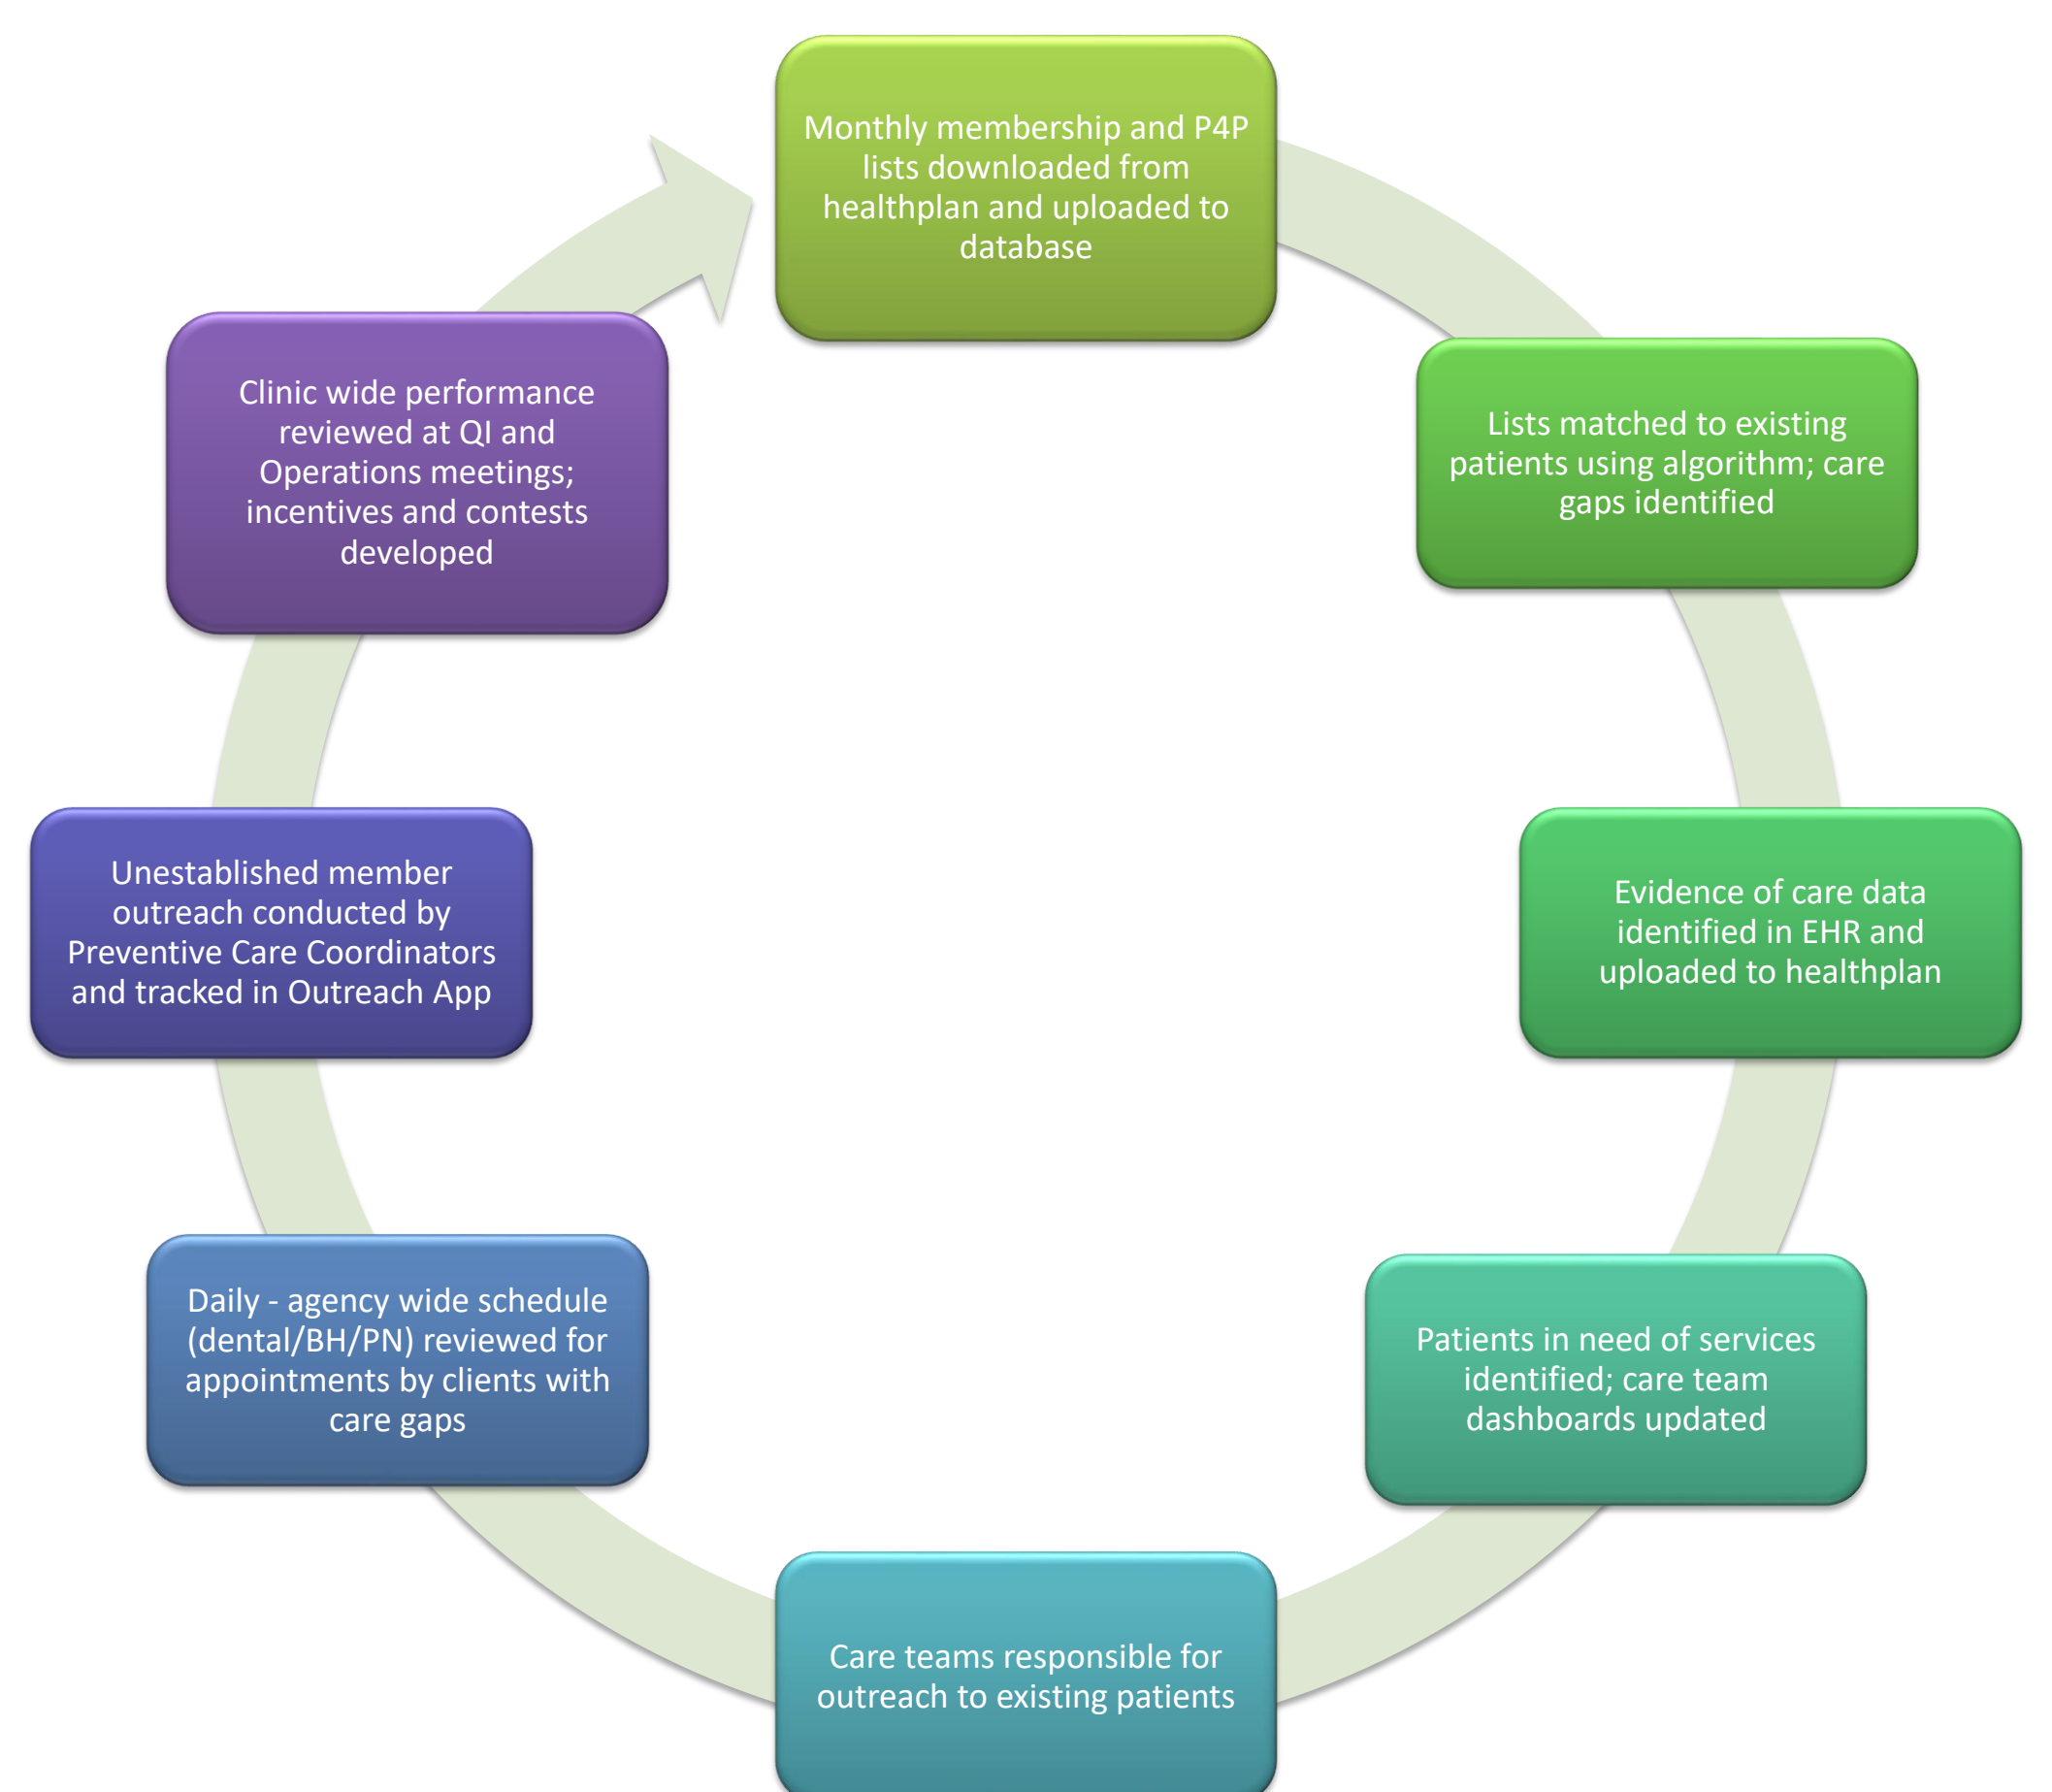 Monthly membership and P4P
lists downloaded from
healthplan and uploaded to
database
Lists matched to existing
patients using algorithm; care
gaps identified
Evidence of care data
identified in EHR and
uploaded to healthplan
Patients in need of services
identified; care team
dashboards updated
Care teams responsible for
outreach to existing patients
Daily - agency wide schedule
(dental/BH/PN) reviewed for
appointments by clients with
care gaps
Unestablished member
outreach conducted by
Preventive Care Coordinators
and tracked in Outreach App
Clinic wide performance
reviewed at QI and
Operations meetings;
incentives and contests
developed